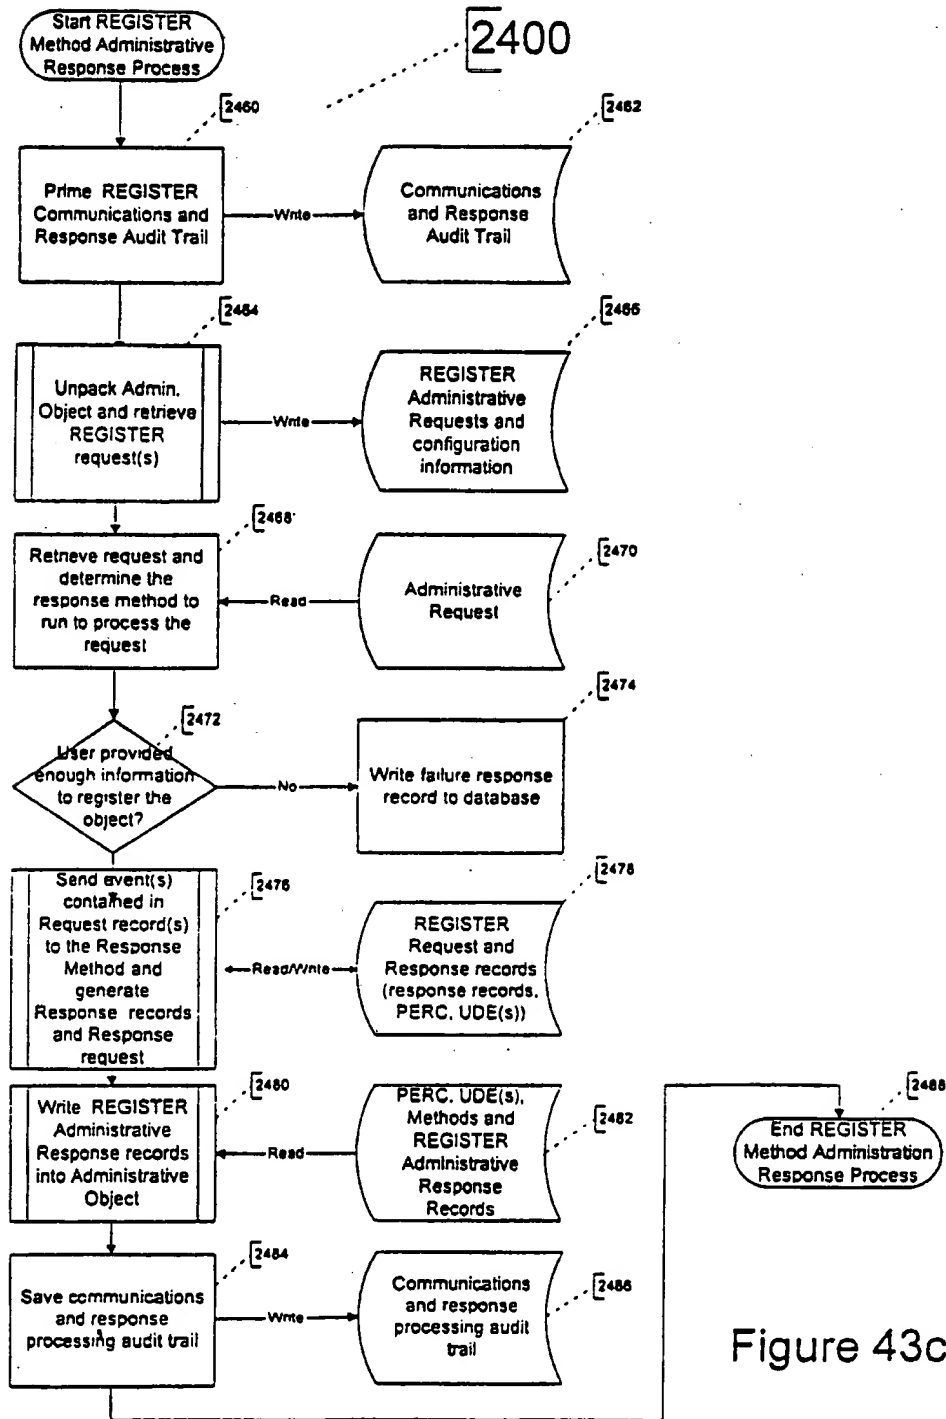 Start REGISTER
Method Administrative
Response Process
2400
2460
2462
Prime REGISTER
Communications and
Response Audit Trail
Write
Communications
and Response
Audit Trail
2464
2466
Unpack Admin.
Object and retrieve
REGISTER
request(s)
Write
REGISTER
Administrative
Requests and
configuration
information
2468
2470
Retrieve request and
determine the
response method to
run to process the
request
Read
Administrative
Request
2472
2474
User provided
enough information
to register the
object?
No
Write failure response
record to database
2476
2478
Send event(s)
contained in
Request record(s)
to the Response
Method and
generate
Response records
and Response
request
Read/Write
REGISTER
Request and
Response records
(response records,
PERC, UDE(s))
2480
2482
Write REGISTER
Administrative
Response records
into Administrative
Object
Read
PERC, UDE(s),
Methods and
REGISTER
Administrative
Response
Records
2488
End REGISTER
Method Administration
Response Process
2484
2486
Save communications
and response
processing audit trail
Write
Communications
and response
processing audit
trail
Figure 43c